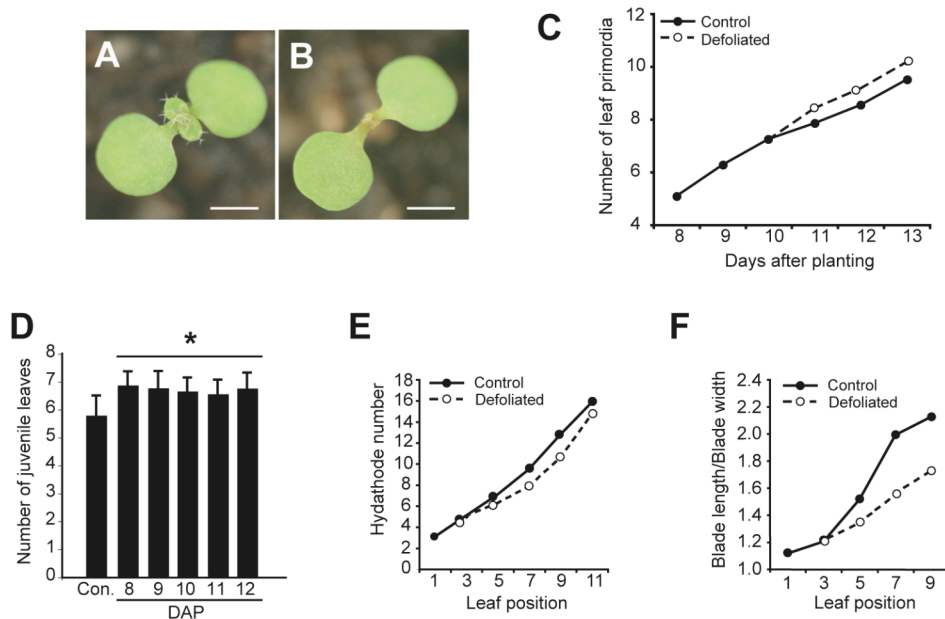 A
B
C
Control
Defoliated
Number of leaf primordia
10
8
6
4
8 9 10 11 12 13
Days after planting
D
*
Number of juvenile leaves
8
7
6
5
4
3
2
1
0
Con. 8 9 10 11 12
DAP
E
Control
Defoliated
Hydathode number
18
16
14
12
10
8
6
4
2
0
1 3 5 7 9 11
Leaf position
F
Control
Defoliated
Blade length/Blade width
2.4
2.2
1.8
1.6
1.4
1.2
1.0
1 3 5 7 9
Leaf position